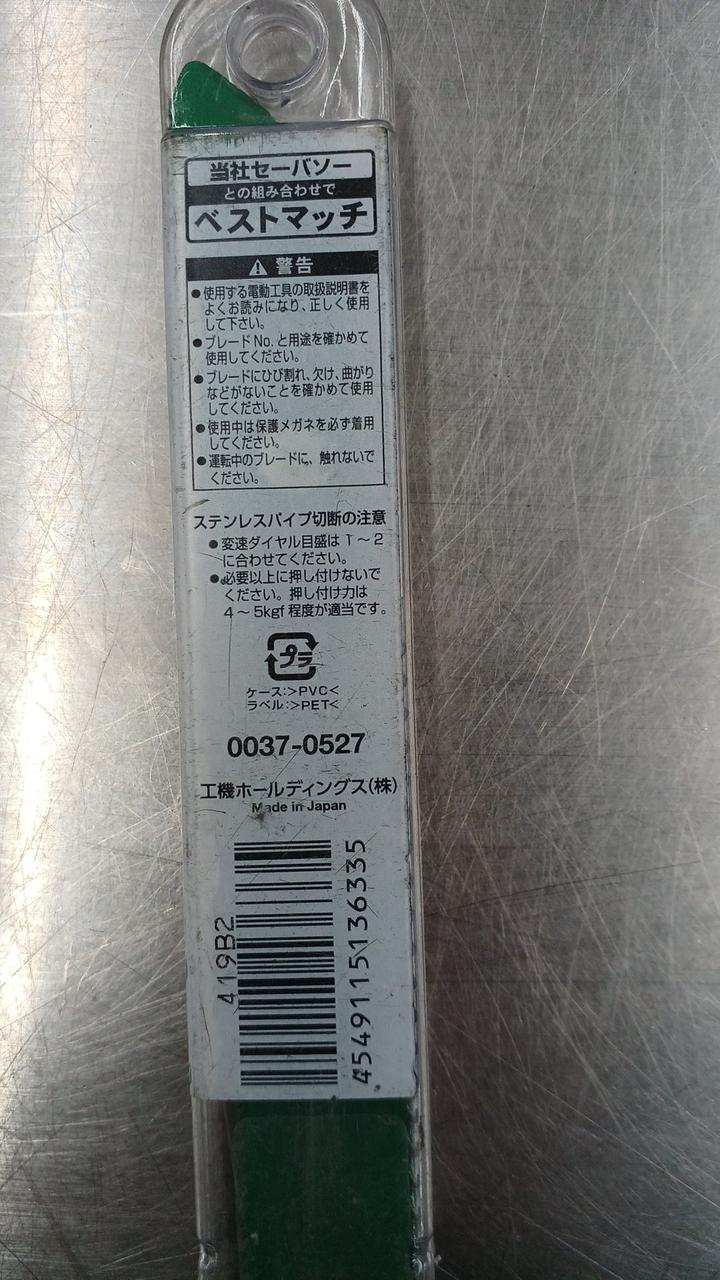 当社セーバソー
との組み合わせで
ベストマッチ
警告
●使用する電動工具の取扱説明書を
よくお読みになり、正しく使用
して下さい。
●ブレードNo.と用途を確かめて
使用してください。
●ブレードにひび割れ、欠け、曲がり
などがないことを確かめて使用
してください。
●使用中は保護メガネを必ず着用
してください。
●運転中のブレードに、触れないで
ください。
ステンレスパイプ切断の注意
●変速ダイヤル目盛は1～2
に合わせてください。
●必要以上に押し付けないで
ください。押し付け力は
4～5kgf程度が適当です。
プラ
ケース:>PVC<
ラベル:>PET<
0037-0527
工機ホールディングス(株)
Made in Japan
419B2
4549115136335